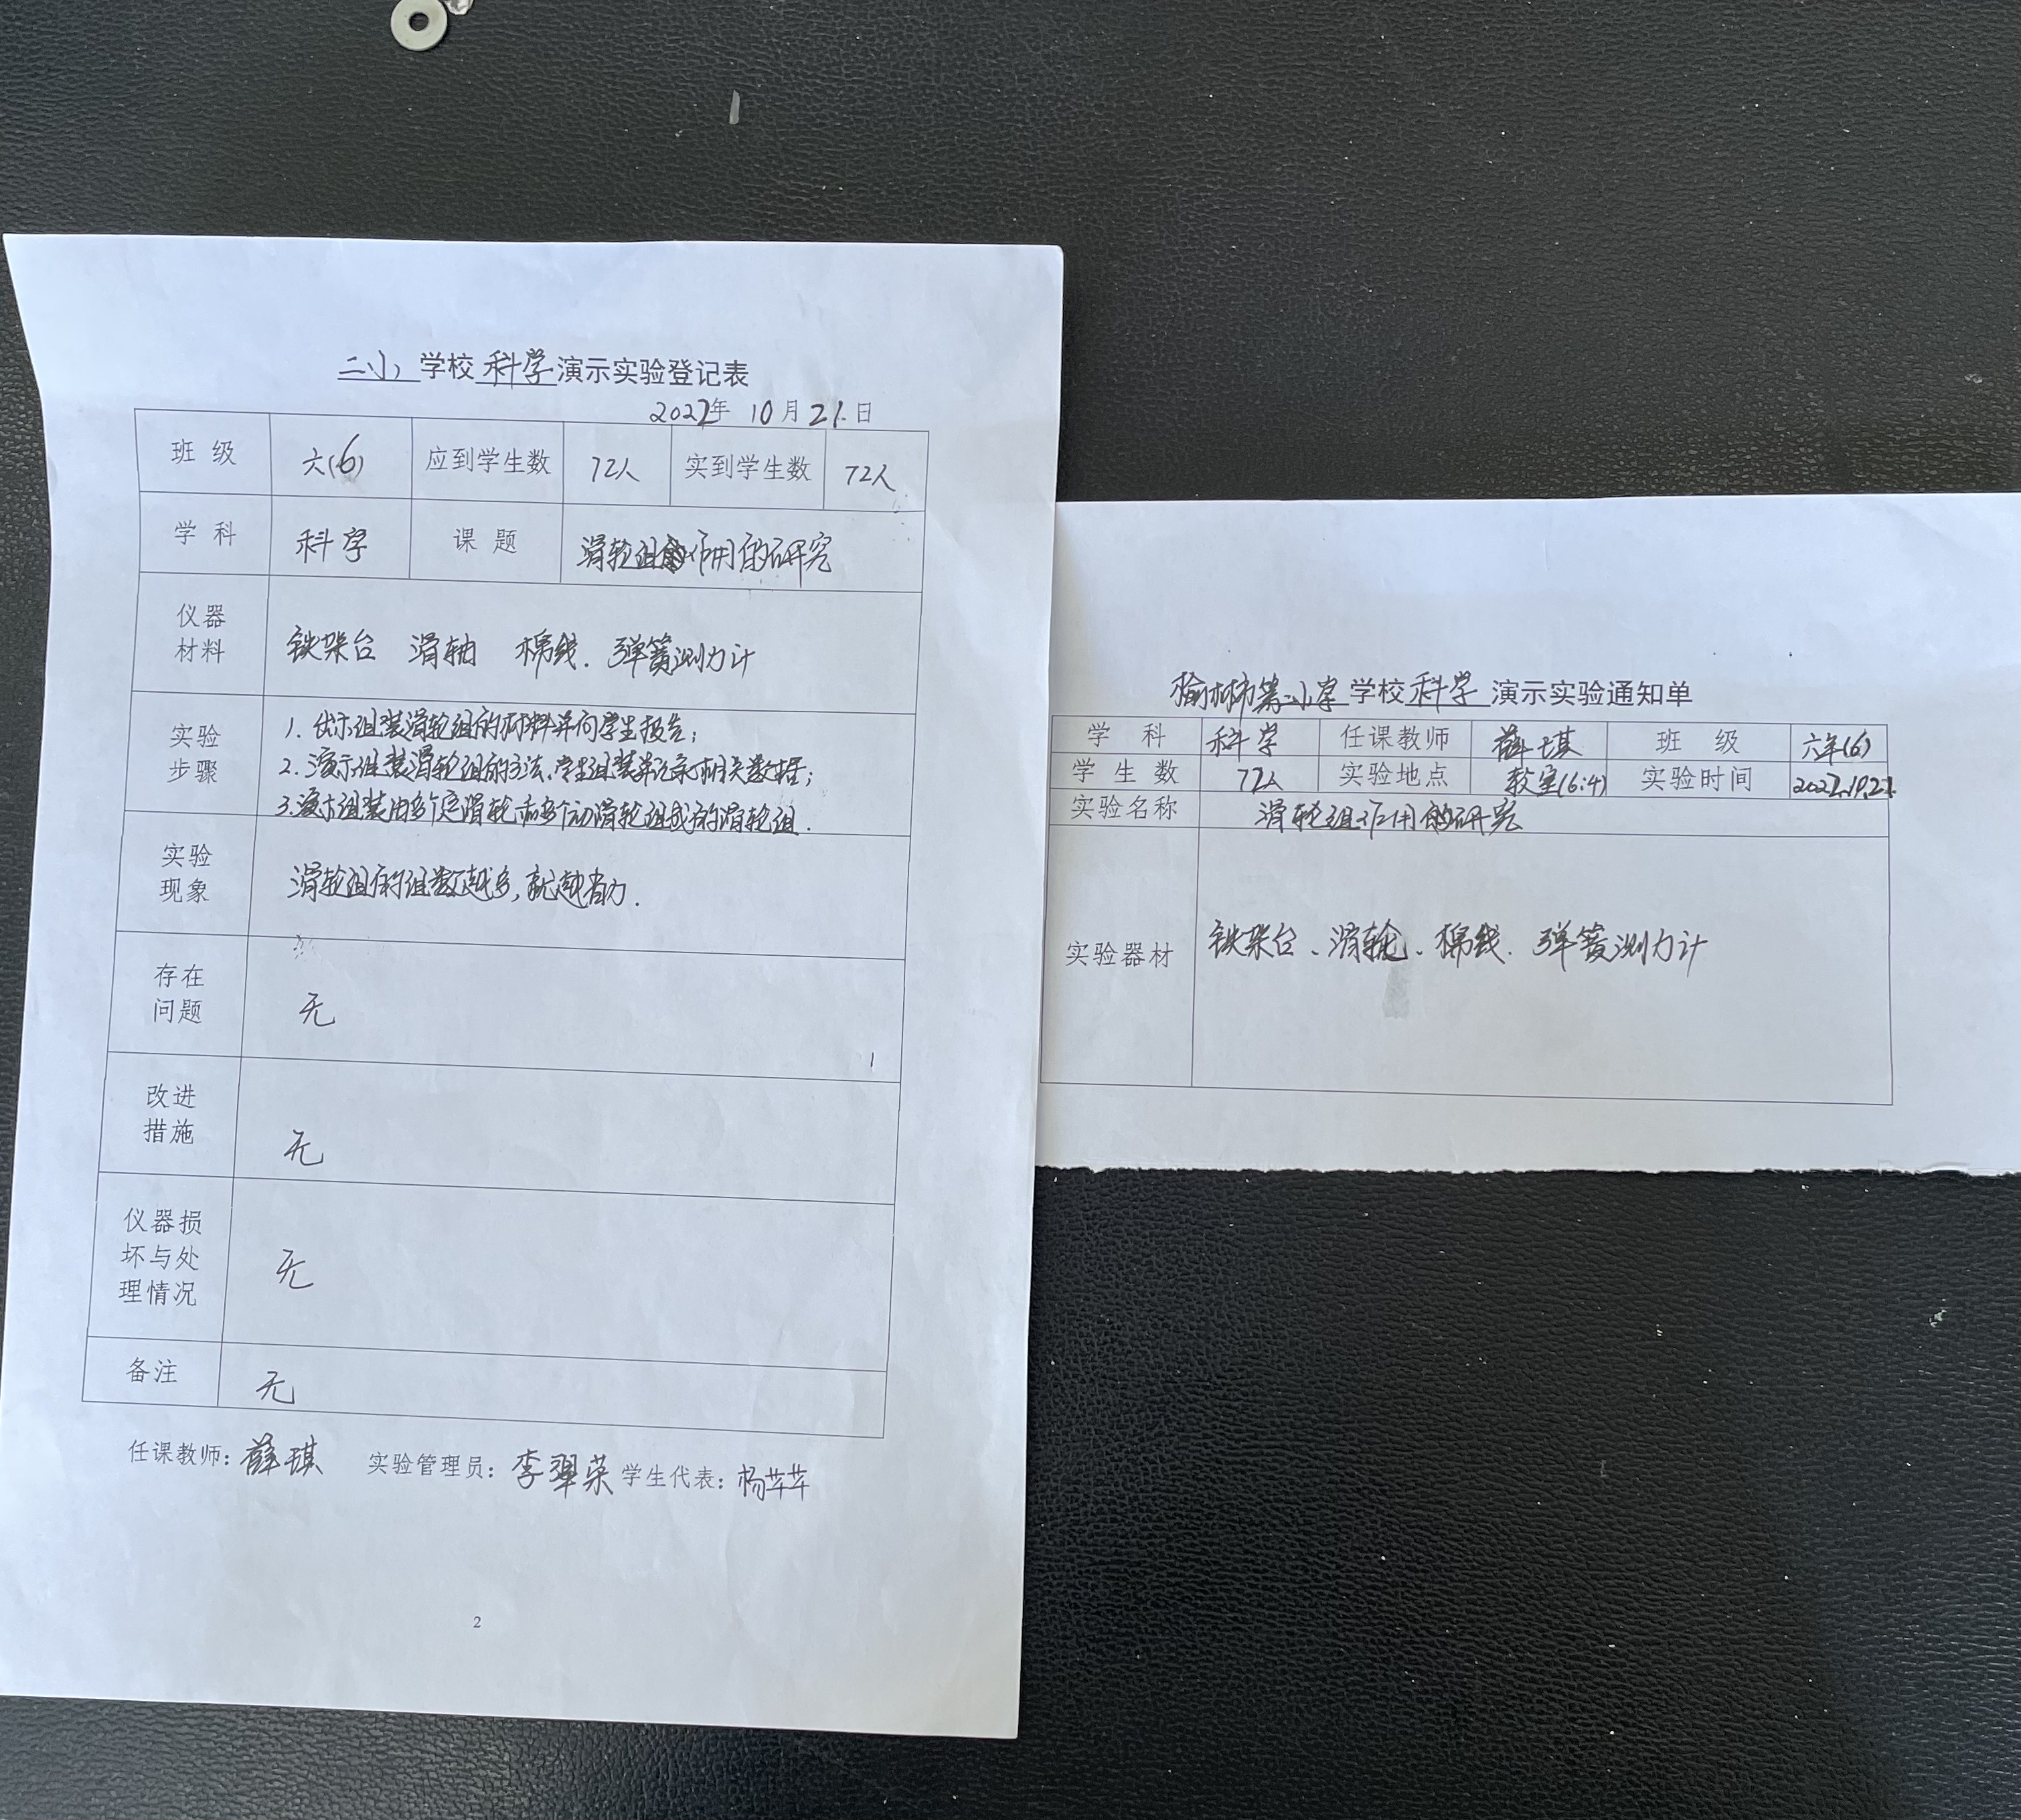 二小学校科学演示实验登记表
2022年 10月21.日
班级 六(6) 应到学生数 72人 实到学生数 72人
学科 科学 课题 滑轮组作用的研究
仪器
材料
铁架台 滑轴 棉线. 弹簧测力计
实验
步骤
1. 出示组装滑轮组的材料并向学生报告;
2. 演示组装滑轮组的方法、学生组装并记录相关数据;
3. 演示组装由多个定滑轮和多个动滑轮组成的滑轮组.
实验
现象
滑轮组的组数越多,就越省力.
存在
问题
无
改进
措施
无
仪器损
坏与处
理情况
无
备注 无
任课教师: 薛琪 实验管理员: 李翠荣 学生代表: 杨芊芊
2
榆林市第二小学学校科学演示实验通知单
学科 科学 任课教师 薛琪 班级 六年(6)
学生数 72人 实验地点 教室(6:4) 实验时间 2022.10.21.
实验名称 滑轮组作用的研究
实验器材 铁架台、滑轮、棉线. 弹簧测力计